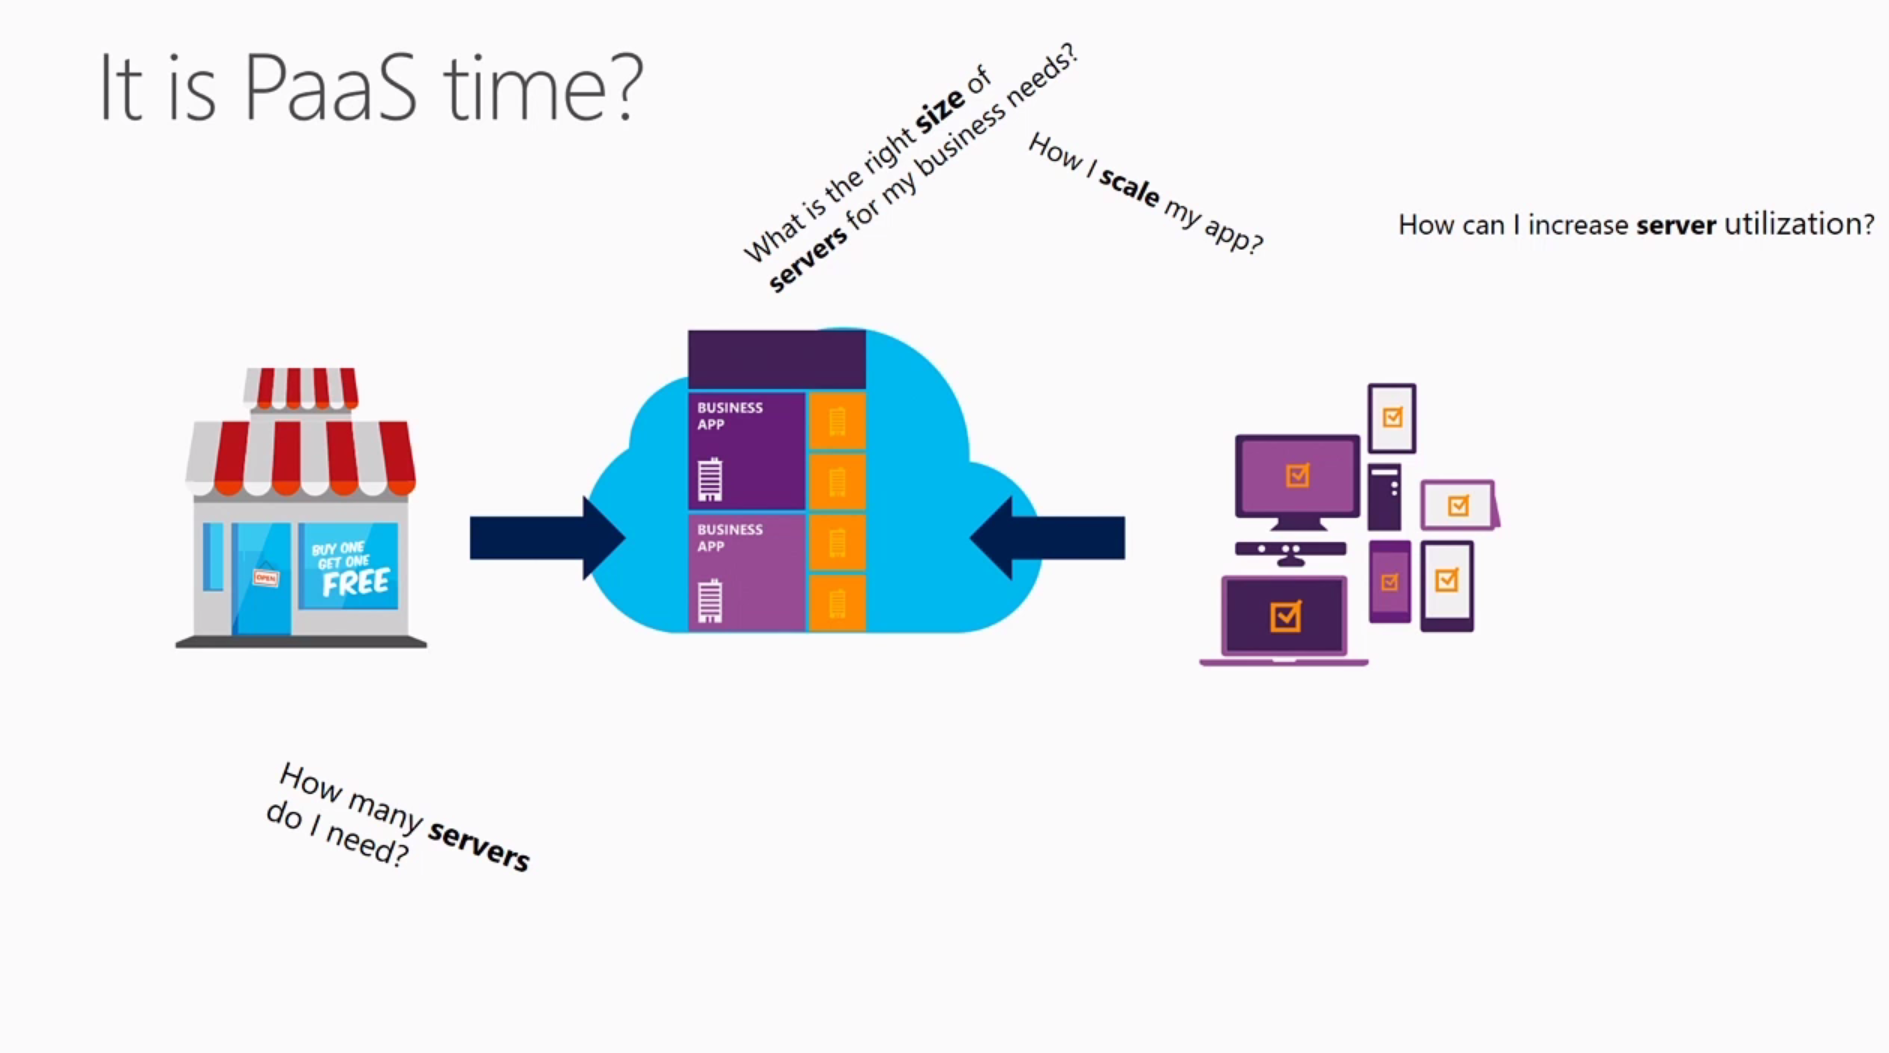 It is PaaS time?
What is the right size of
servers for my business needs?
How I scale my app?
How can I increase server utilization?
BUSINESS
APP
BUSINESS
APP
BUY ONE
GET ONE
FREE
OPEN
How many servers
do I need?